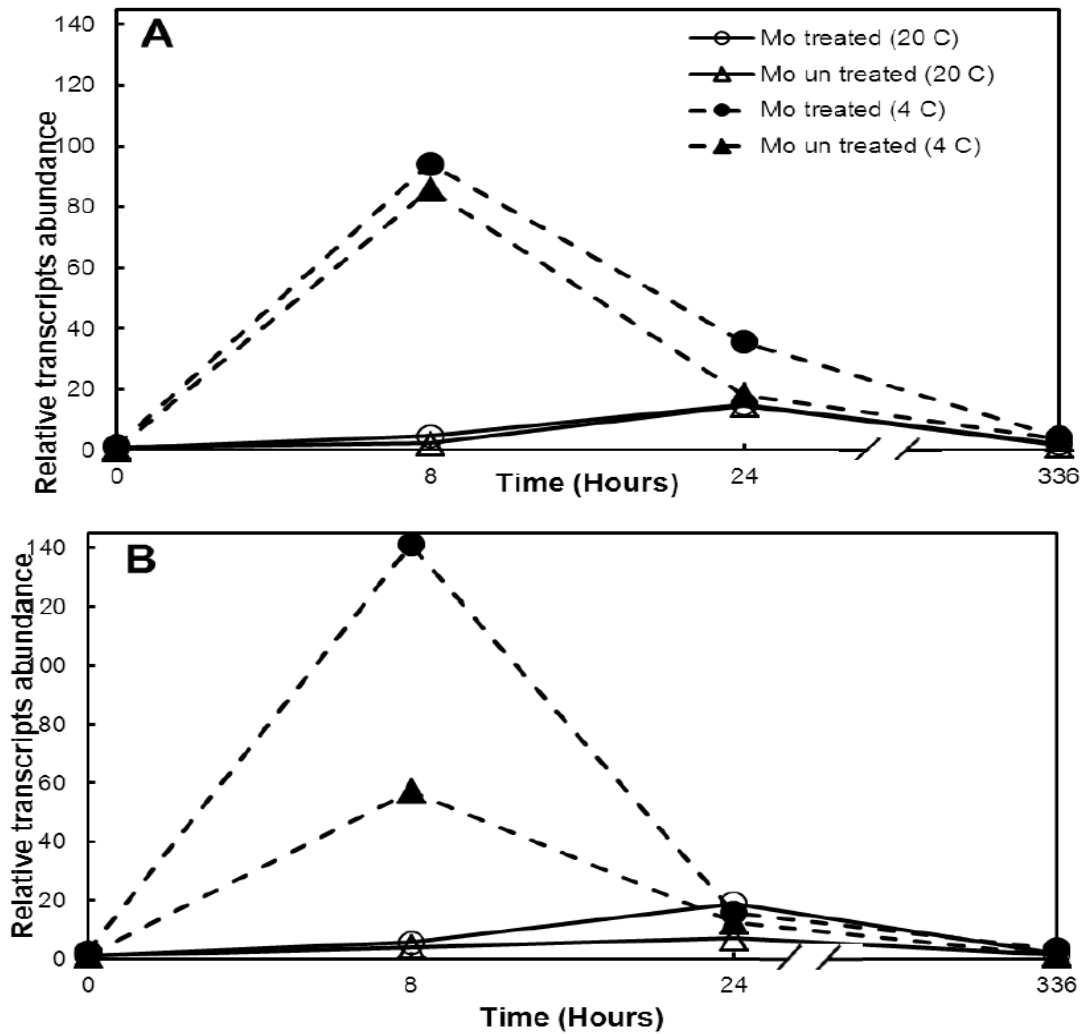 A
Mo treated (20 C)
Mo un treated (20 C)
Mo treated (4 C)
Mo un treated (4 C)
Relative transcripts abundance
140
120
100
80
60
40
20
0
0
8
24
336
Time (Hours)
B
Relative transcripts abundance
140
120
100
80
60
40
20
0
0
8
24
336
Time (Hours)